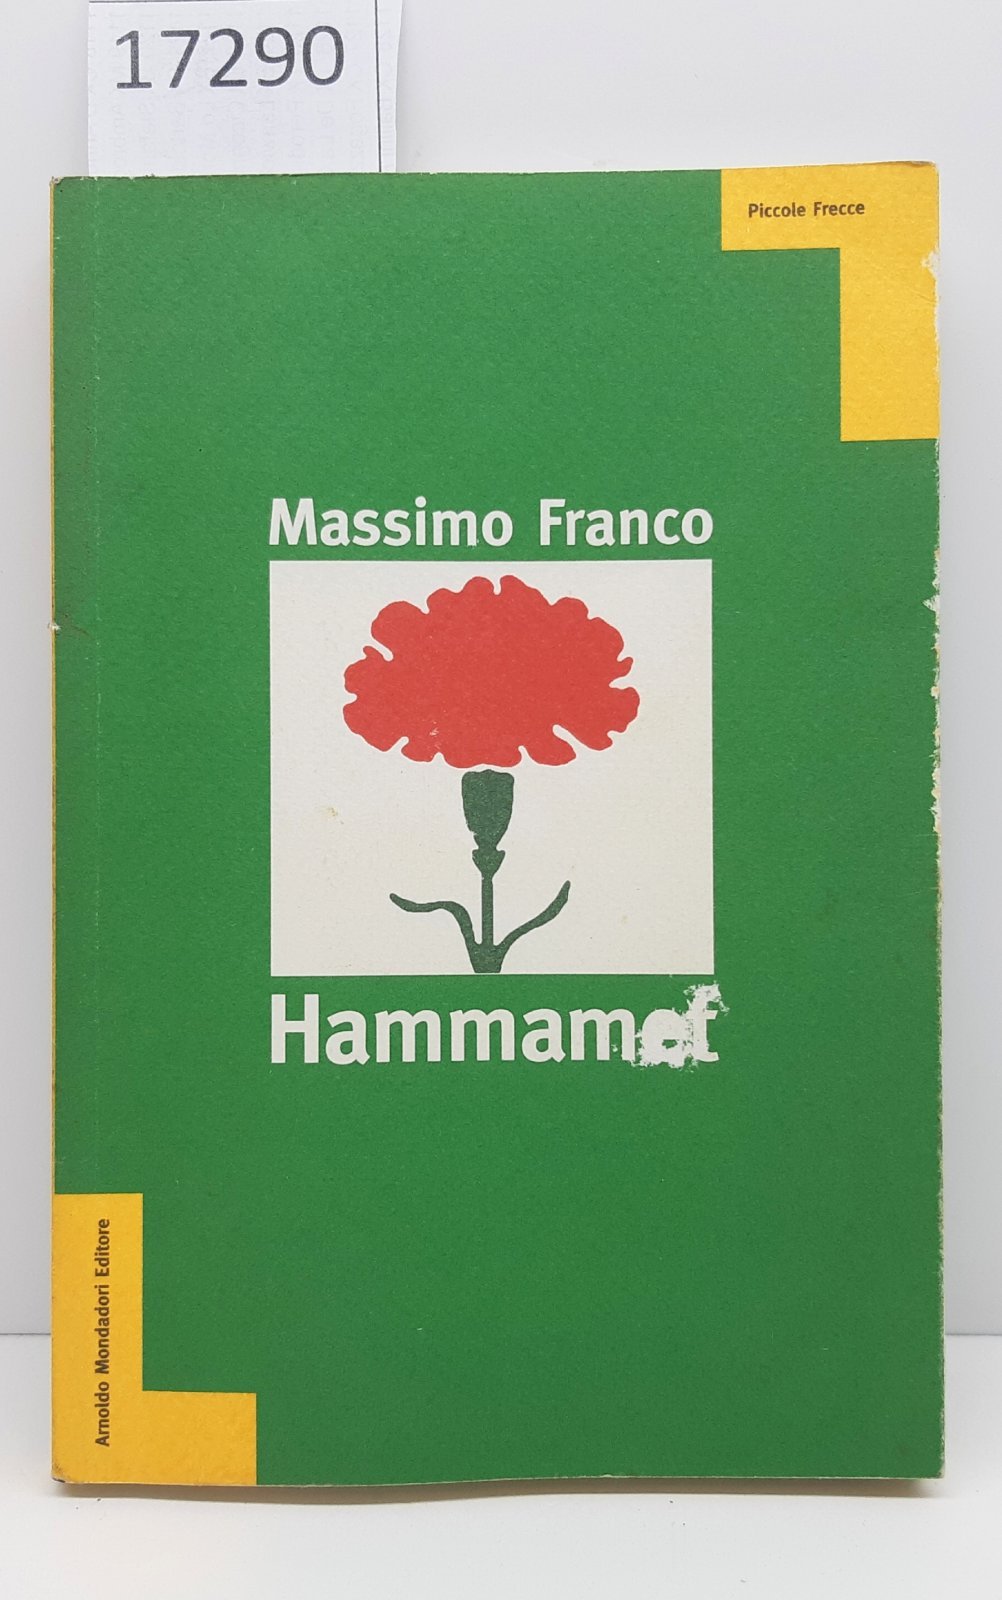 17290
Piccole Frecce
Massimo Franco
Hammamet
Arnoldo Mondadori Editore